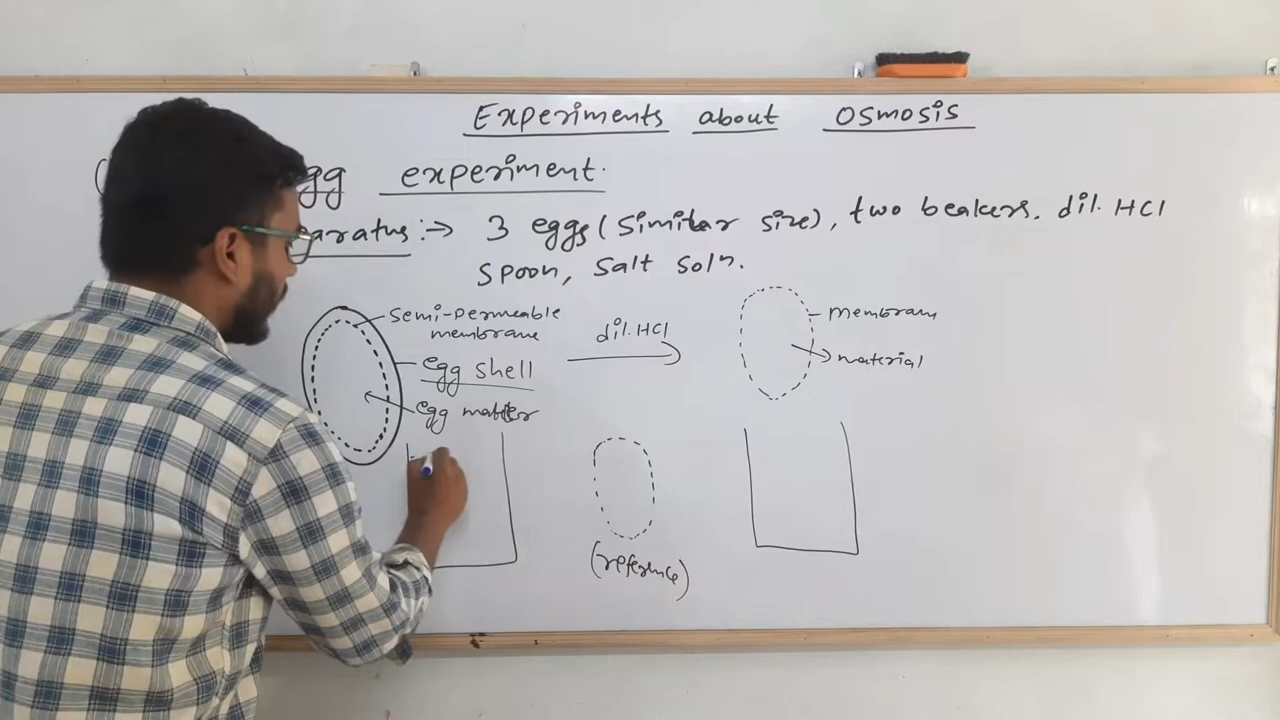 Experiments about Osmosis
gg experiment.
aratus :→ 3 eggs (similar size), two beakers, dil. HCl
spoon, salt soln.
semi-permeable
membrane
egg shell
egg matter
dil. HCl
membrane
material
(reference)